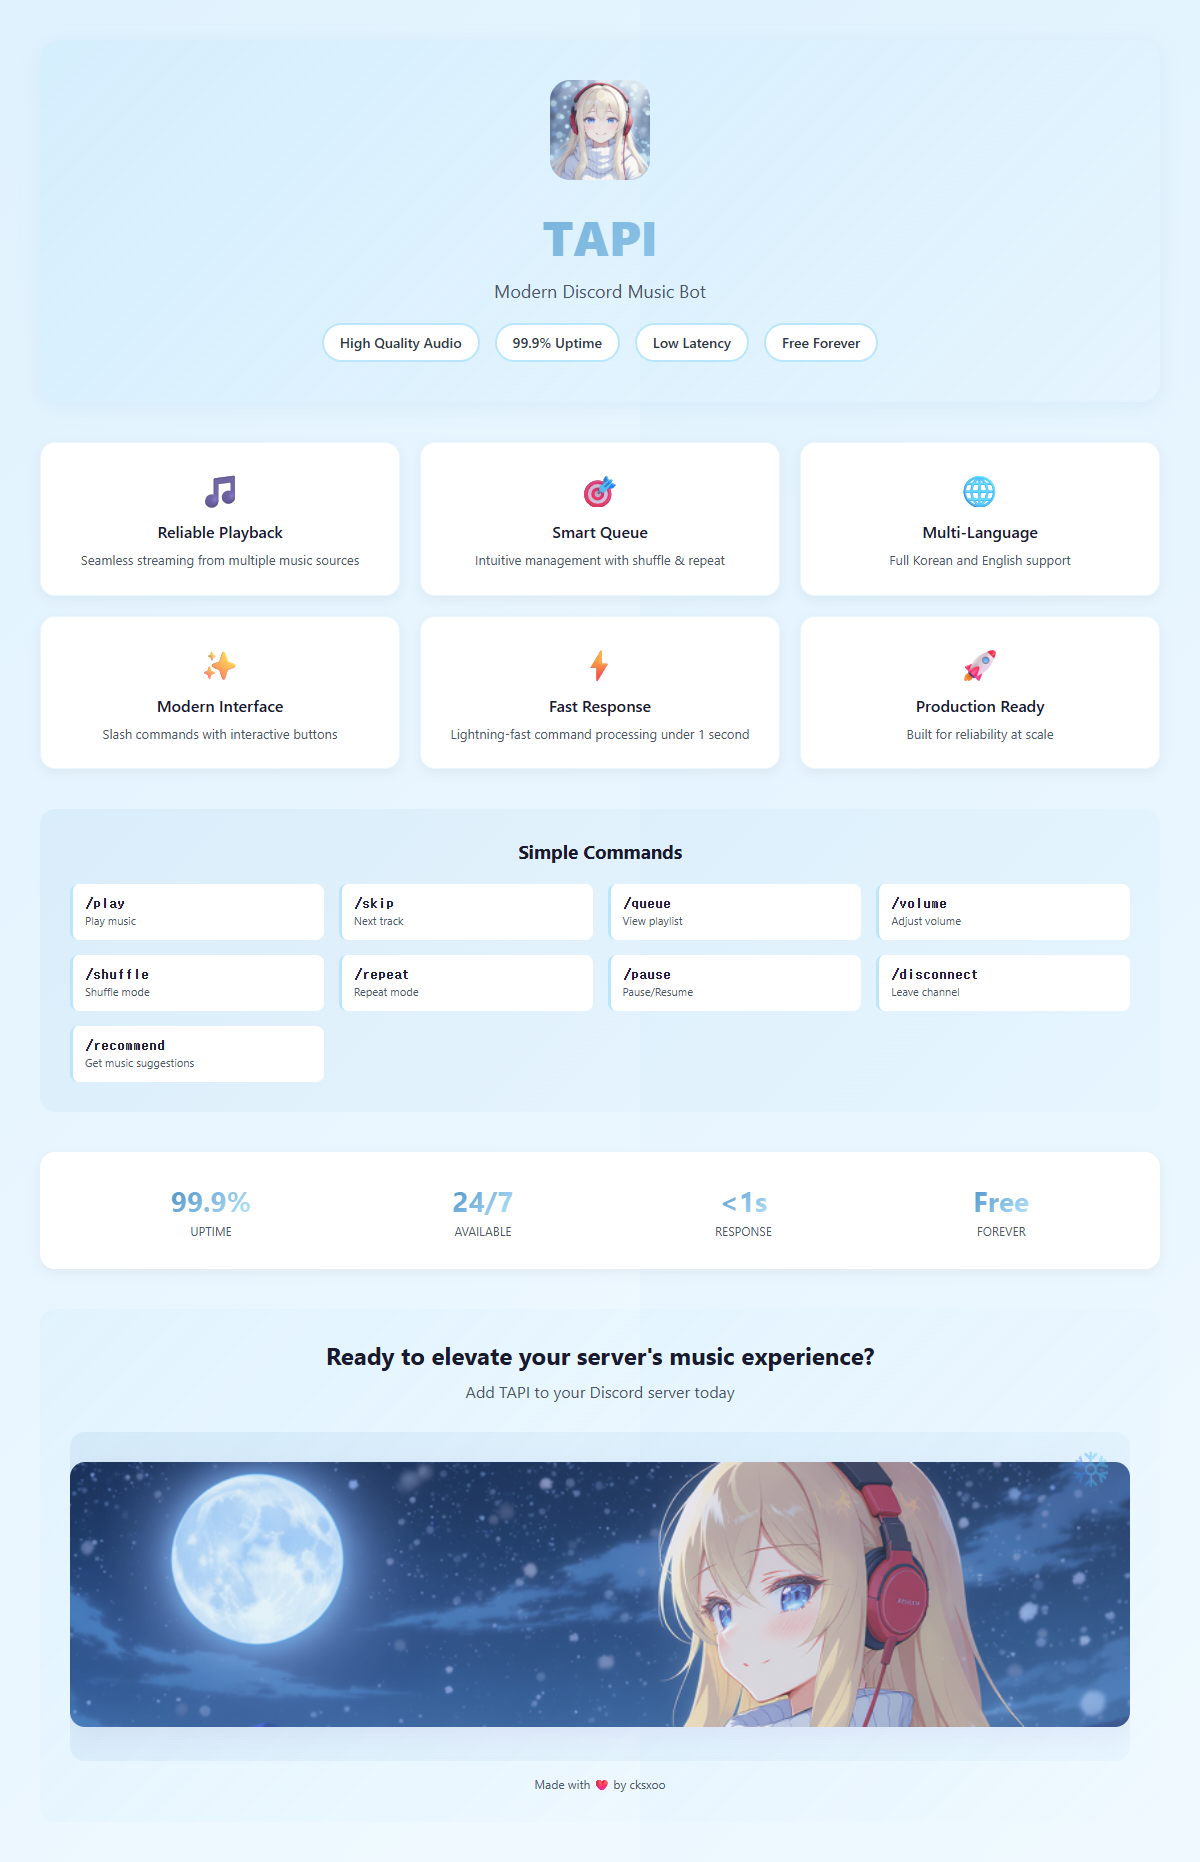 TAPI
Modern Discord Music Bot
High Quality Audio
99.9% Uptime
Low Latency
Free Forever
Reliable Playback
Seamless streaming from multiple music sources
Smart Queue
Intuitive management with shuffle & repeat
Multi-Language
Full Korean and English support
Modern Interface
Slash commands with interactive buttons
Fast Response
Lightning-fast command processing under 1 second
Production Ready
Built for reliability at scale
Simple Commands
/play
Play music
/skip
Next track
/queue
View playlist
/volume
Adjust volume
/shuffle
Shuffle mode
/repeat
Repeat mode
/pause
Pause/Resume
/disconnect
Leave channel
/recommend
Get music suggestions
99.9%
UPTIME
24/7
AVAILABLE
<1s
RESPONSE
Free
FOREVER
Ready to elevate your server's music experience?
Add TAPI to your Discord server today
Made with ❤️ by cksxoo